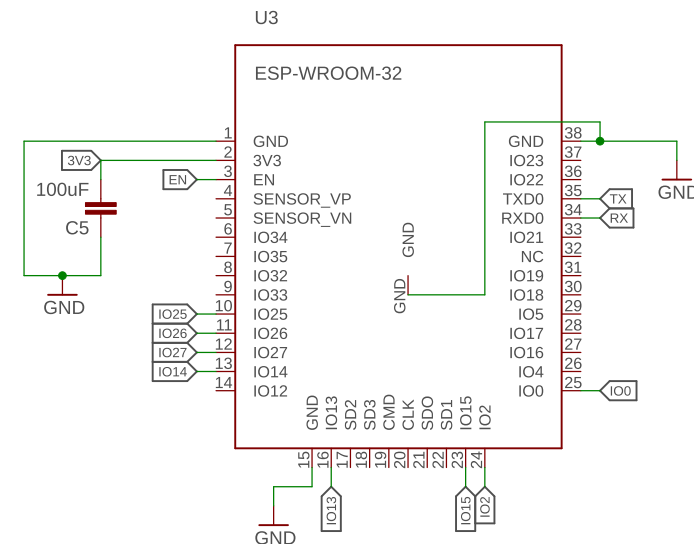 U3
ESP-WROOM-32
1 GND
2 3V3
3 EN
4 SENSOR_VP
5 SENSOR_VN
6 IO34
7 IO35
8 IO32
9 IO33
10 IO25
11 IO26
12 IO27
13 IO14
14 IO12
3V3
EN
100uF
C5
GND
IO25
IO26
IO27
IO14
GND
GND
GND 38
IO23 37
IO22 36
TXD0 35
RXD0 34
IO21 33
NC 32
IO19 31
IO18 30
IO5 29
IO17 28
IO16 27
IO4 26
IO0 25
TX
RX
GND
IO0
GND 15
IO13 16
SD2 17
SD3 18
CMD 19
CLK 20
SDO 21
SD1 22
IO15 23
IO2 24
IO13
IO15
IO2
GND